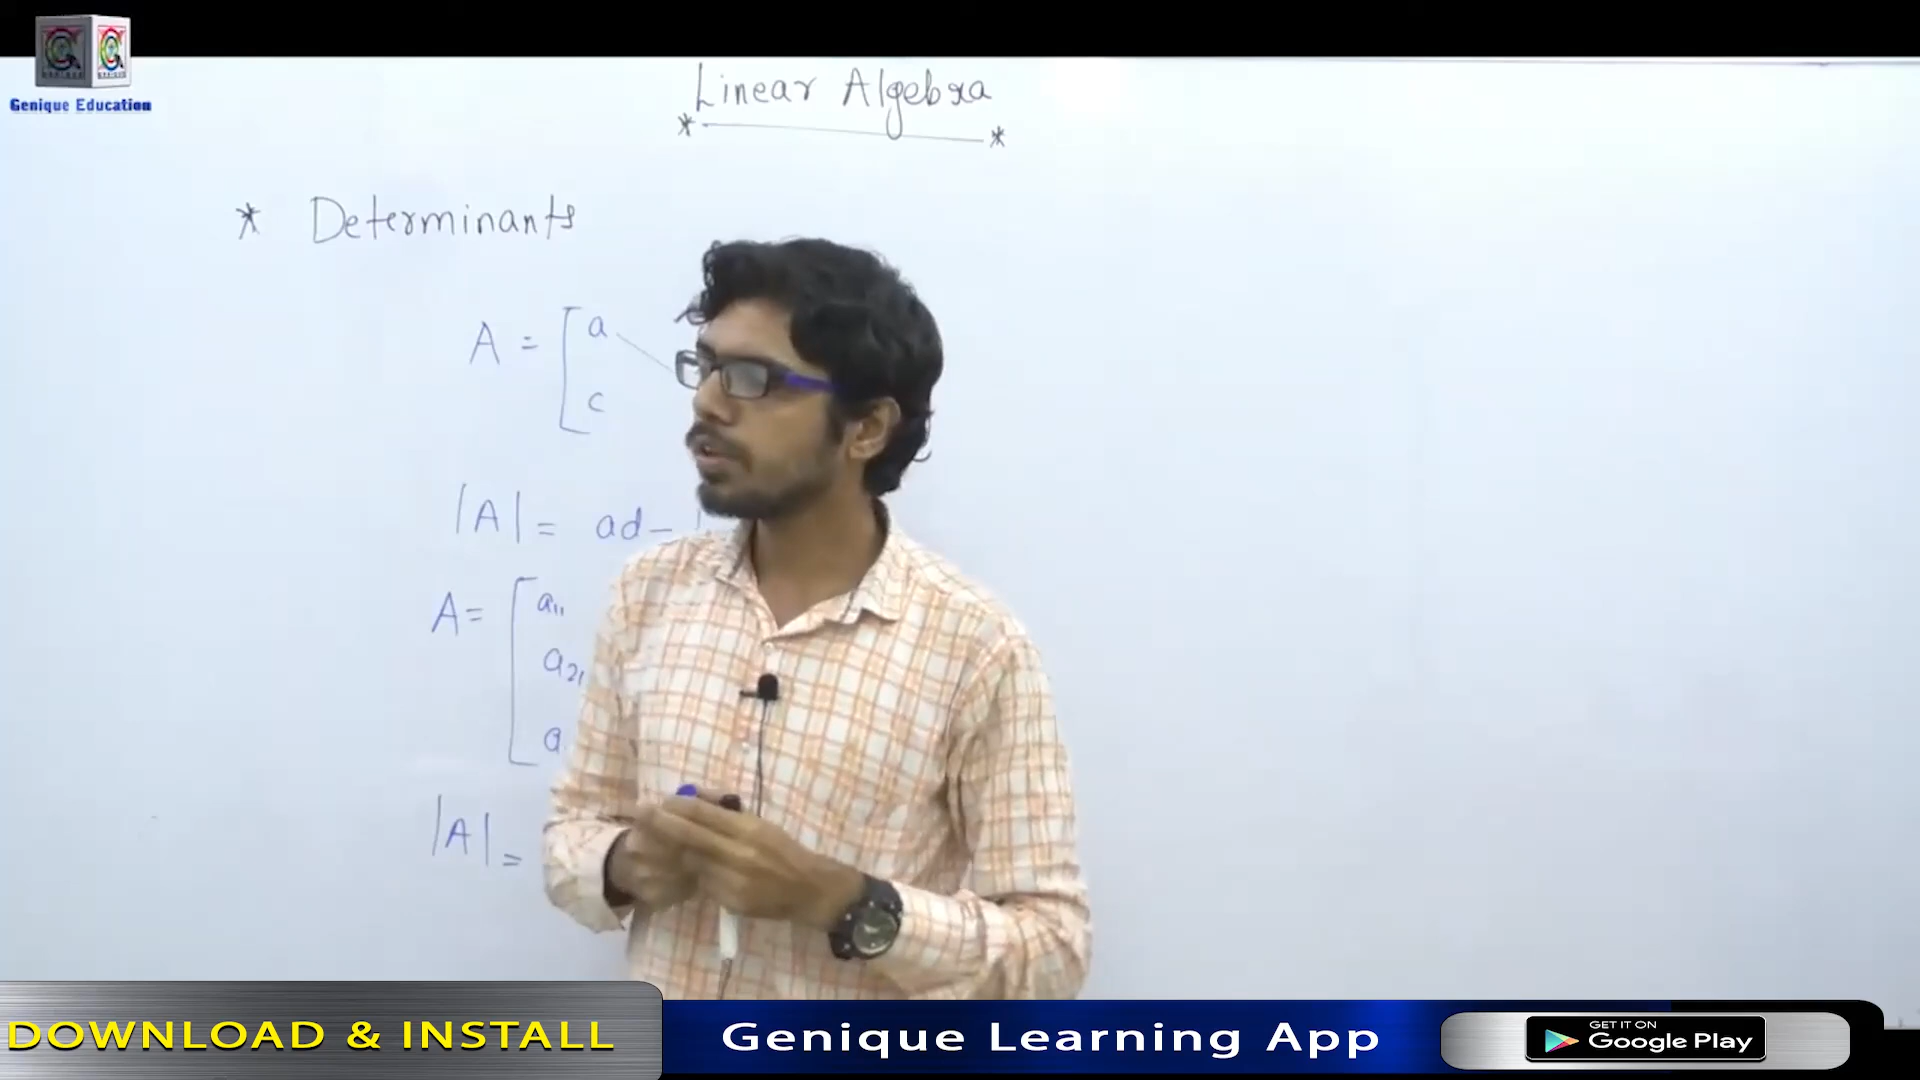 Genique Education
Linear Algebra
* *
* Determinants
A = [ a
c
|A| = ad -
A = [ a₁₁
a₂₁
a
|A| =
DOWNLOAD & INSTALL
Genique Learning App
GET IT ON
Google Play